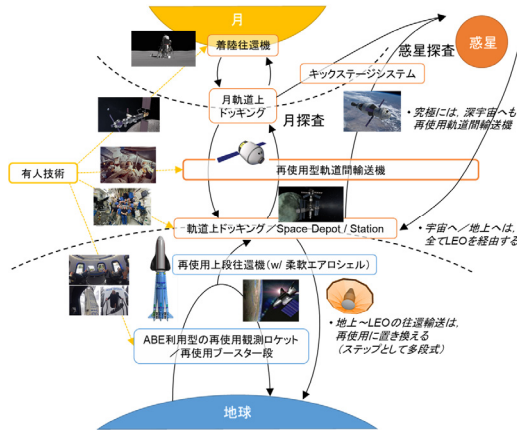 月
惑星
着陸往還機
惑星探査
キックステージシステム
月軌道上
ドッキング
月探査
• 究極には、深宇宙へも
再使用軌道間輸送機
有人技術
再使用型軌道間輸送機
軌道上ドッキング／Space Depot / Station
• 宇宙へ／地上へは、
全てLEOを経由する
再使用上段往還機（w/ 柔軟エアロシェル）
• 地上～LEOの往還輸送は、
再使用に置き換える
（ステップとして多段式）
ABE利用型の再使用観測ロケット
／再使用ブースター段
地球